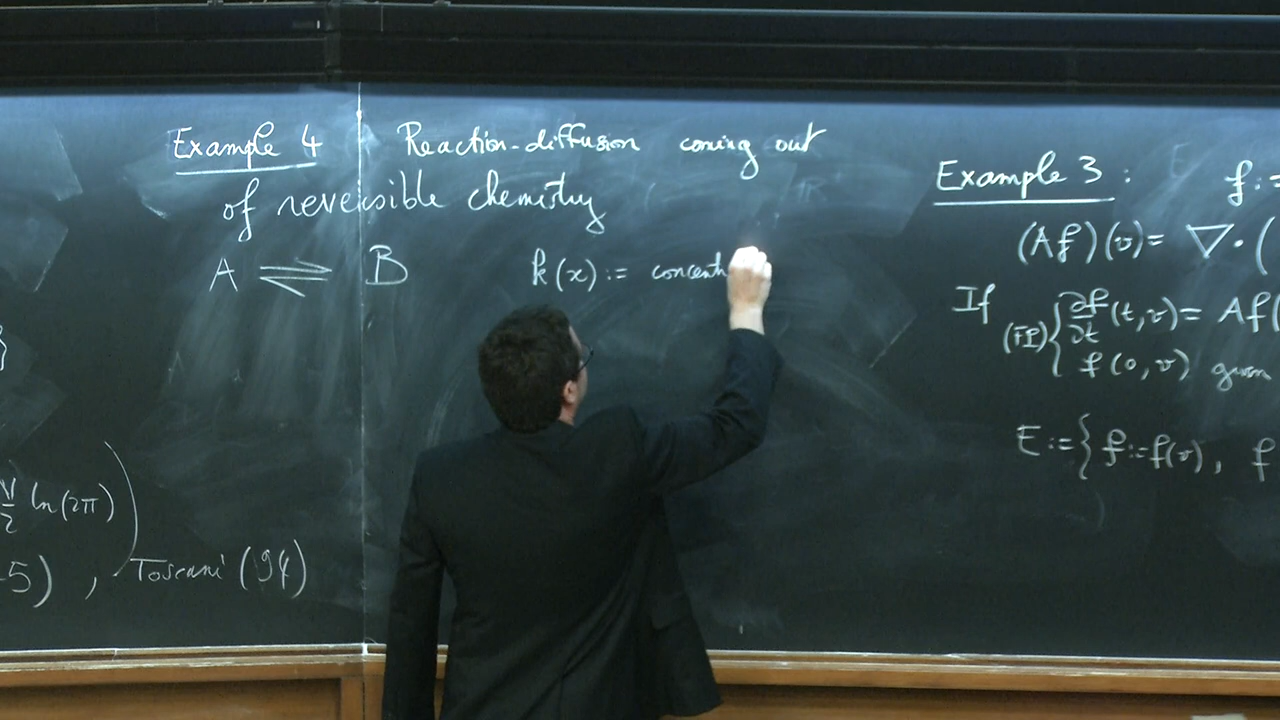 Example 4 Reaction-diffusion coming out
of reversible chemistry
A ⇌ B k(x) := concent
ln(2π)
-5) , Toscani (94)
Example 3 : f :=
(Af)(v) = ∇·(
If (FP) { ∂f/∂t (t,v) = Af(
f(0,v) given
E := { f := f(v), f